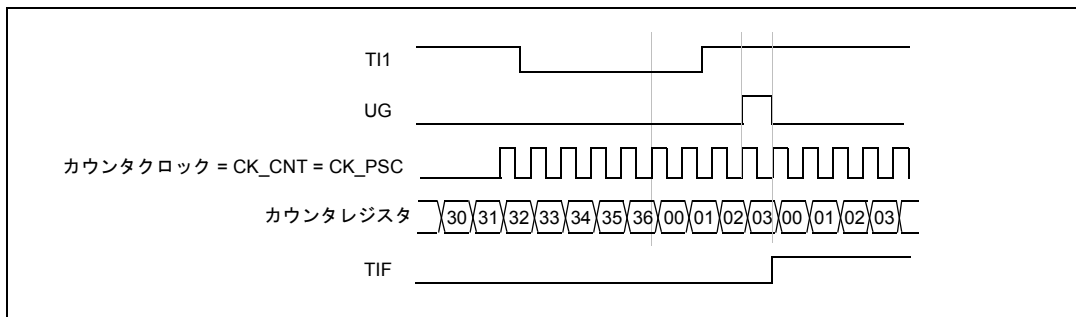 TI1
UG
カウンタクロック = CK_CNT = CK_PSC
カウンタレジスタ 30 31 32 33 34 35 36 00 01 02 03 00 01 02 03
TIF